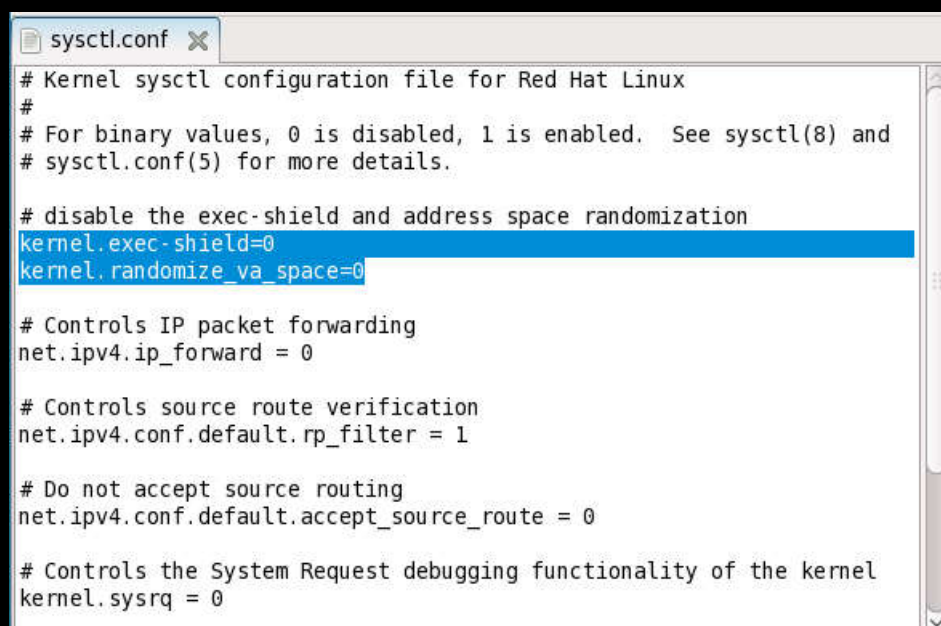 sysctl.conf
# Kernel sysctl configuration file for Red Hat Linux
#
# For binary values, 0 is disabled, 1 is enabled.  See sysctl(8) and
# sysctl.conf(5) for more details.
# disable the exec-shield and address space randomization
kernel.exec-shield=0
kernel.randomize_va_space=0
# Controls IP packet forwarding
net.ipv4.ip_forward = 0
# Controls source route verification
net.ipv4.conf.default.rp_filter = 1
# Do not accept source routing
net.ipv4.conf.default.accept_source_route = 0
# Controls the System Request debugging functionality of the kernel
kernel.sysrq = 0